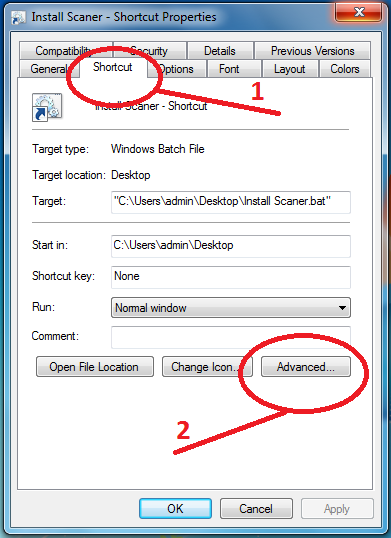 Install Scaner - Shortcut Properties
Compatibility Security Details Previous Versions
General Shortcut Options Font Layout Colors
1
Install Scaner - Shortcut
Target type: Windows Batch File
Target location: Desktop
Target: "C:\Users\admin\Desktop\Install Scaner.bat"
Start in: C:\Users\admin\Desktop
Shortcut key: None
Run: Normal window
Comment:
Open File Location Change Icon... Advanced...
2
OK Cancel Apply